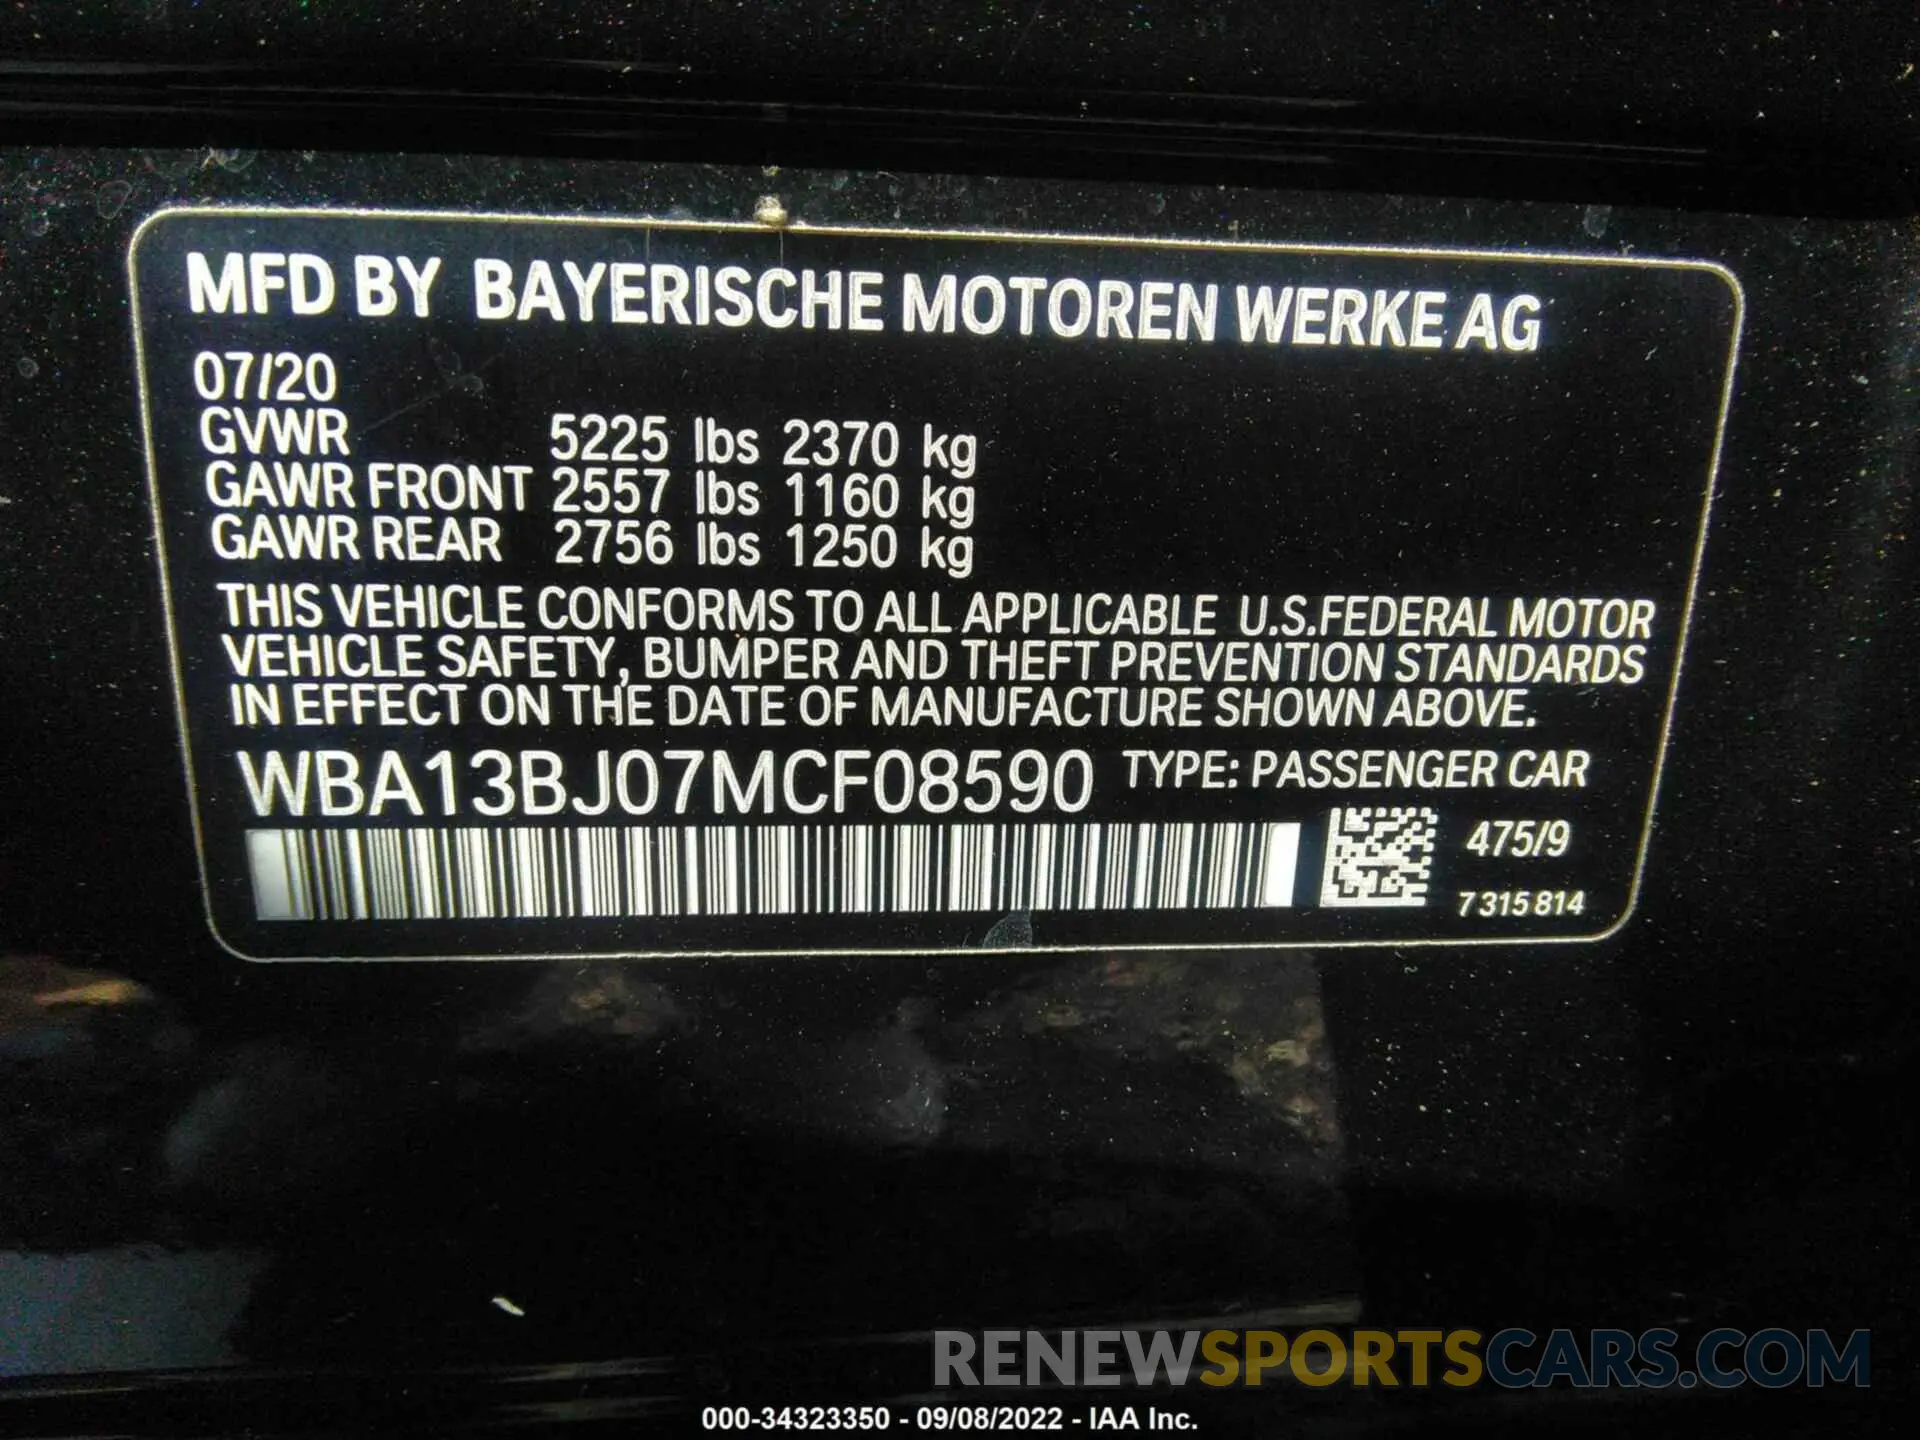 MFD BY BAYERISCHE MOTOREN WERKE AG
07/20
GVWR 5225 lbs 2370 kg
GAWR FRONT 2557 lbs 1160 kg
GAWR REAR 2756 lbs 1250 kg
THIS VEHICLE CONFORMS TO ALL APPLICABLE U.S.FEDERAL MOTOR
VEHICLE SAFETY, BUMPER AND THEFT PREVENTION STANDARDS
IN EFFECT ON THE DATE OF MANUFACTURE SHOWN ABOVE.
WBA13BJ07MCF08590 TYPE: PASSENGER CAR
475/9
7 315 814
RENEWSPORTSCARS.COM
000-34323350 - 09/08/2022 - IAA Inc.